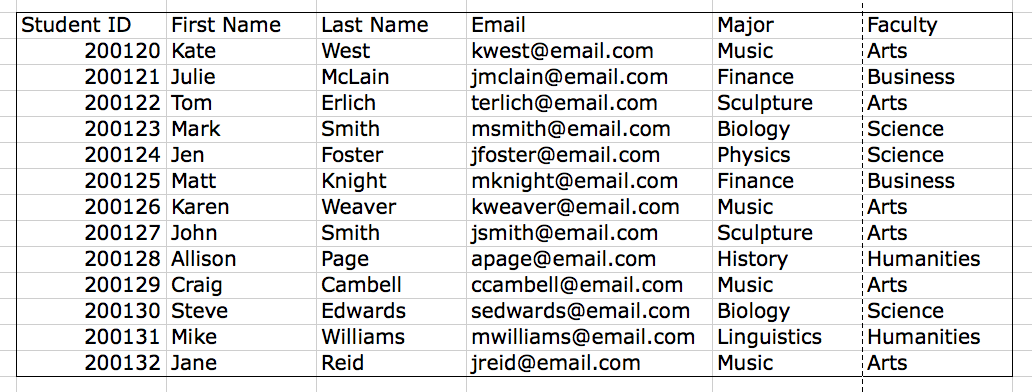 Student ID First Name Last Name Email Major Faculty
200120 Kate West kwest@email.com Music Arts
200121 Julie McLain jmclain@email.com Finance Business
200122 Tom Erlich terlich@email.com Sculpture Arts
200123 Mark Smith msmith@email.com Biology Science
200124 Jen Foster jfoster@email.com Physics Science
200125 Matt Knight mknight@email.com Finance Business
200126 Karen Weaver kweaver@email.com Music Arts
200127 John Smith jsmith@email.com Sculpture Arts
200128 Allison Page apage@email.com History Humanities
200129 Craig Cambell ccambell@email.com Music Arts
200130 Steve Edwards sedwards@email.com Biology Science
200131 Mike Williams mwilliams@email.com Linguistics Humanities
200132 Jane Reid jreid@email.com Music Arts